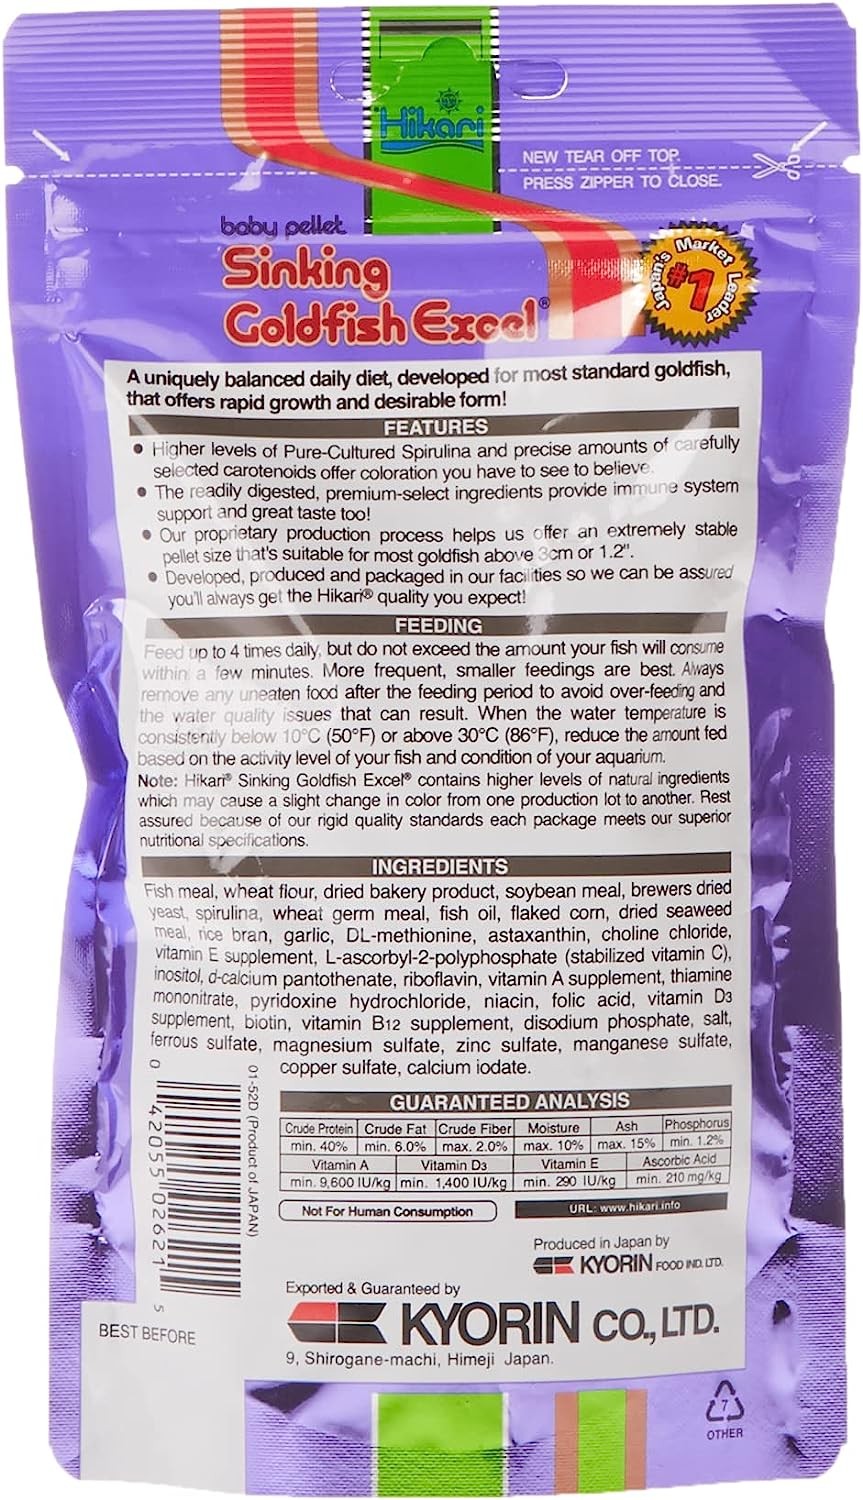 Hikari
NEW TEAR OFF TOP.
PRESS ZIPPER TO CLOSE.
baby pellet
Sinking
Goldfish Excel®
Japan's Market Leader
#1
A uniquely balanced daily diet, developed for most standard goldfish,
that offers rapid growth and desirable form!
FEATURES
● Higher levels of Pure-Cultured Spirulina and precise amounts of carefully
selected carotenoids offer coloration you have to see to believe.
● The readily digested, premium-select ingredients provide immune system
support and great taste too!
● Our proprietary production process helps us offer an extremely stable
pellet size that's suitable for most goldfish above 3cm or 1.2".
● Developed, produced and packaged in our facilities so we can be assured
you'll always get the Hikari® quality you expect!
FEEDING
Feed up to 4 times daily, but do not exceed the amount your fish will consume
within a few minutes. More frequent, smaller feedings are best. Always
remove any uneaten food after the feeding period to avoid over-feeding and
the water quality issues that can result. When the water temperature is
consistently below 10°C (50°F) or above 30°C (86°F), reduce the amount fed
based on the activity level of your fish and condition of your aquarium.
Note: Hikari® Sinking Goldfish Excel® contains higher levels of natural ingredients
which may cause a slight change in color from one production lot to another. Rest
assured because of our rigid quality standards each package meets our superior
nutritional specifications.
INGREDIENTS
Fish meal, wheat flour, dried bakery product, soybean meal, brewers dried
yeast, spirulina, wheat germ meal, fish oil, flaked corn, dried seaweed
meal, rice bran, garlic, DL-methionine, astaxanthin, choline chloride,
vitamin E supplement, L-ascorbyl-2-polyphosphate (stabilized vitamin C),
inositol, d-calcium pantothenate, riboflavin, vitamin A supplement, thiamine
mononitrate, pyridoxine hydrochloride, niacin, folic acid, vitamin D3
supplement, biotin, vitamin B12 supplement, disodium phosphate, salt,
ferrous sulfate, magnesium sulfate, zinc sulfate, manganese sulfate,
copper sulfate, calcium iodate.
0 42055 02621 5
01-52D (Product of JAPAN)
GUARANTEED ANALYSIS
Crude Protein Crude Fat Crude Fiber Moisture Ash Phosphorus
min. 40% min. 6.0% max. 2.0% max. 10% max. 15% min. 1.2%
Vitamin A Vitamin D3 Vitamin E Ascorbic Acid
min. 9,600 IU/kg min. 1,400 IU/kg min. 290 IU/kg min. 210 mg/kg
Not For Human Consumption
URL: www.hikari.info
Produced in Japan by
KYORIN FOOD IND. LTD.
Exported & Guaranteed by
KYORIN CO., LTD.
9, Shirogane-machi, Himeji Japan.
BEST BEFORE
7
OTHER